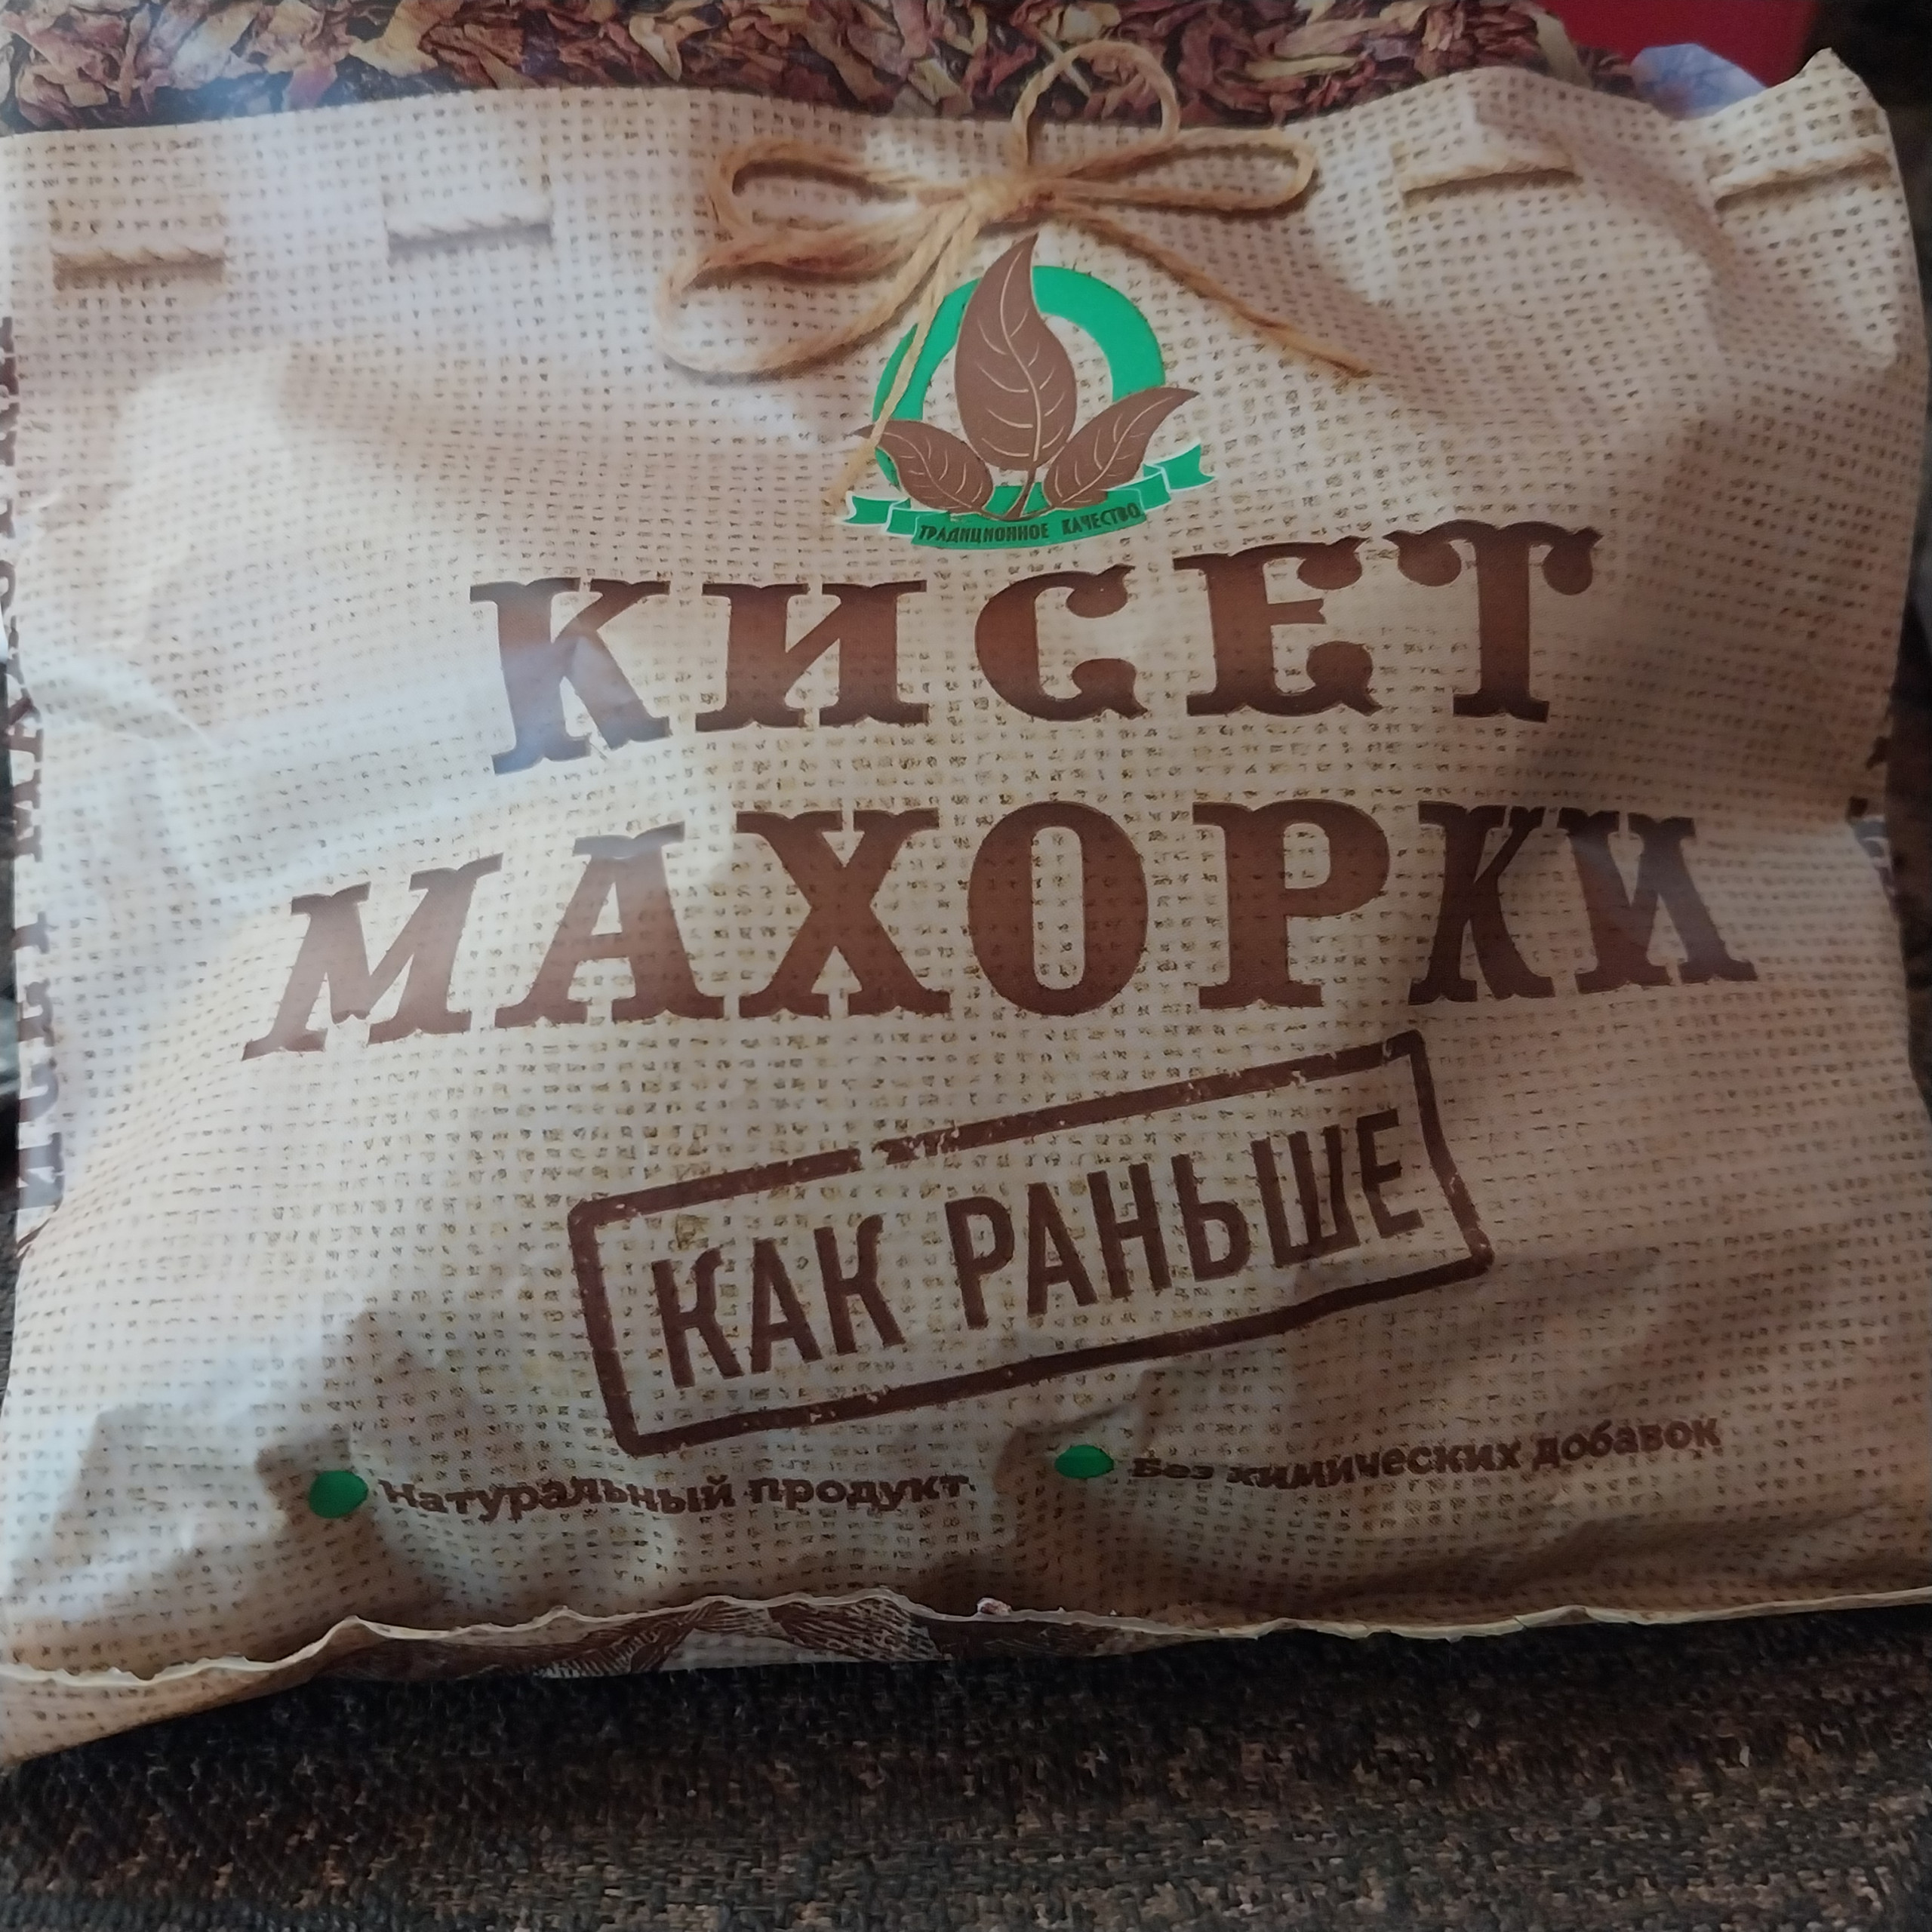 ТРАДИЦИОННОЕ КАЧЕСТВО
КИСЕТ
МАХОРКИ
КАК РАНЬШЕ
Натуральный продукт
Без химических добавок